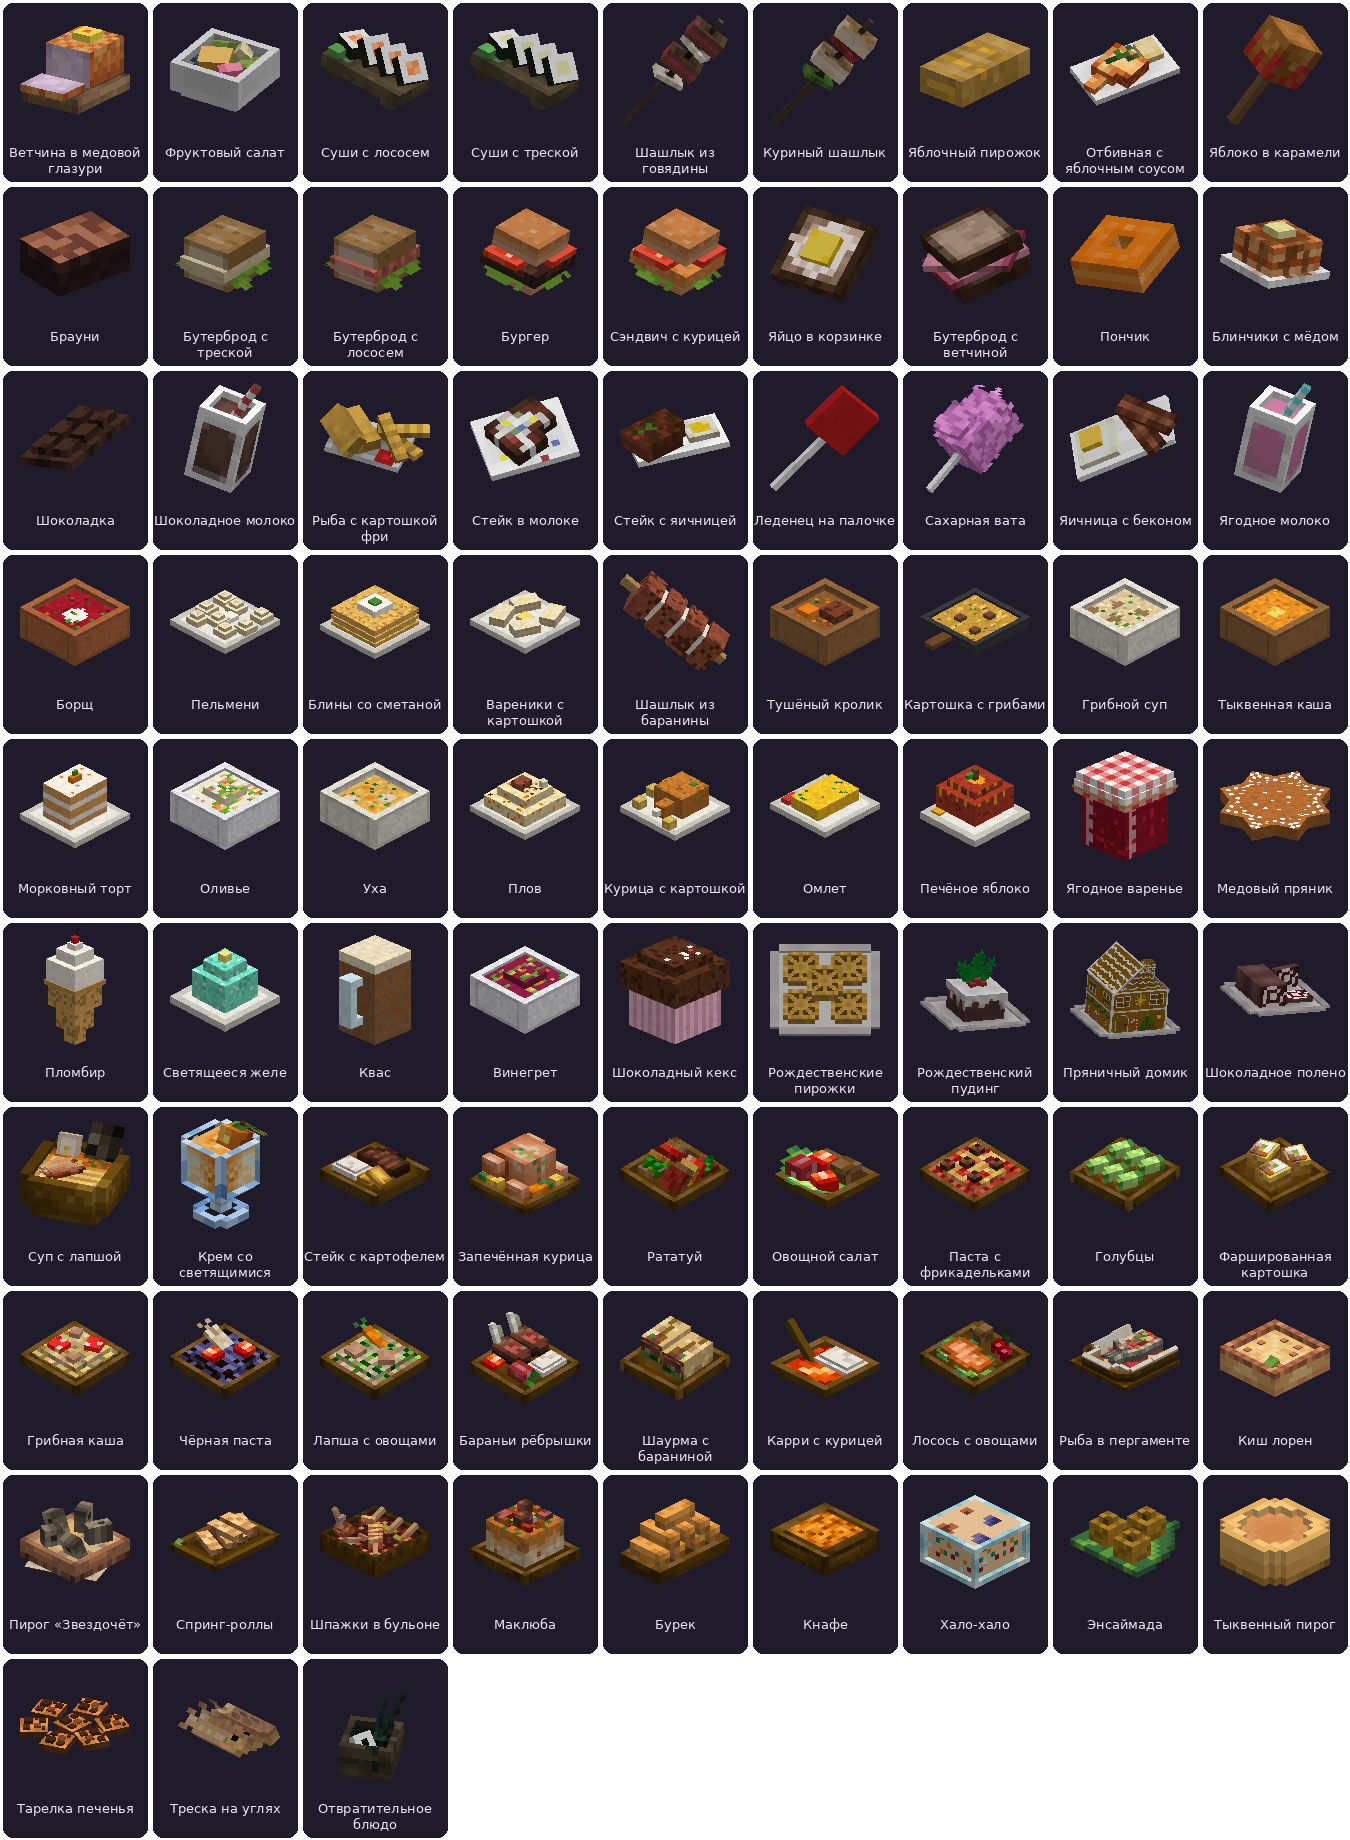 Ветчина в медовой
глазури
Фруктовый салат
Суши с лососем
Суши с треской
Шашлык из
говядины
Куриный шашлык
Яблочный пирожок
Отбивная с
яблочным соусом
Яблоко в карамели
Брауни
Бутерброд с
треской
Бутерброд с
лососем
Бургер
Сэндвич с курицей
Яйцо в корзинке
Бутерброд с
ветчиной
Пончик
Блинчики с мёдом
Шоколадка
Шоколадное молоко
Рыба с картошкой
фри
Стейк в молоке
Стейк с яичницей
Леденец на палочке
Сахарная вата
Яичница с беконом
Ягодное молоко
Борщ
Пельмени
Блины со сметаной
Вареники с
картошкой
Шашлык из
баранины
Тушёный кролик
Картошка с грибами
Грибной суп
Тыквенная каша
Морковный торт
Оливье
Уха
Плов
Курица с картошкой
Омлет
Печёное яблоко
Ягодное варенье
Медовый пряник
Пломбир
Светящееся желе
Квас
Винегрет
Шоколадный кекс
Рождественские
пирожки
Рождественский
пудинг
Пряничный домик
Шоколадное полено
Суп с лапшой
Крем со
светящимися
Стейк с картофелем
Запечённая курица
Рататуй
Овощной салат
Паста с
фрикадельками
Голубцы
Фаршированная
картошка
Грибная каша
Чёрная паста
Лапша с овощами
Бараньи рёбрышки
Шаурма с
бараниной
Карри с курицей
Лосось с овощами
Рыба в пергаменте
Киш лорен
Пирог «Звездочёт»
Спринг-роллы
Шпажки в бульоне
Маклюба
Бурек
Кнафе
Хало-хало
Энсаймада
Тыквенный пирог
Тарелка печенья
Треска на углях
Отвратительное
блюдо